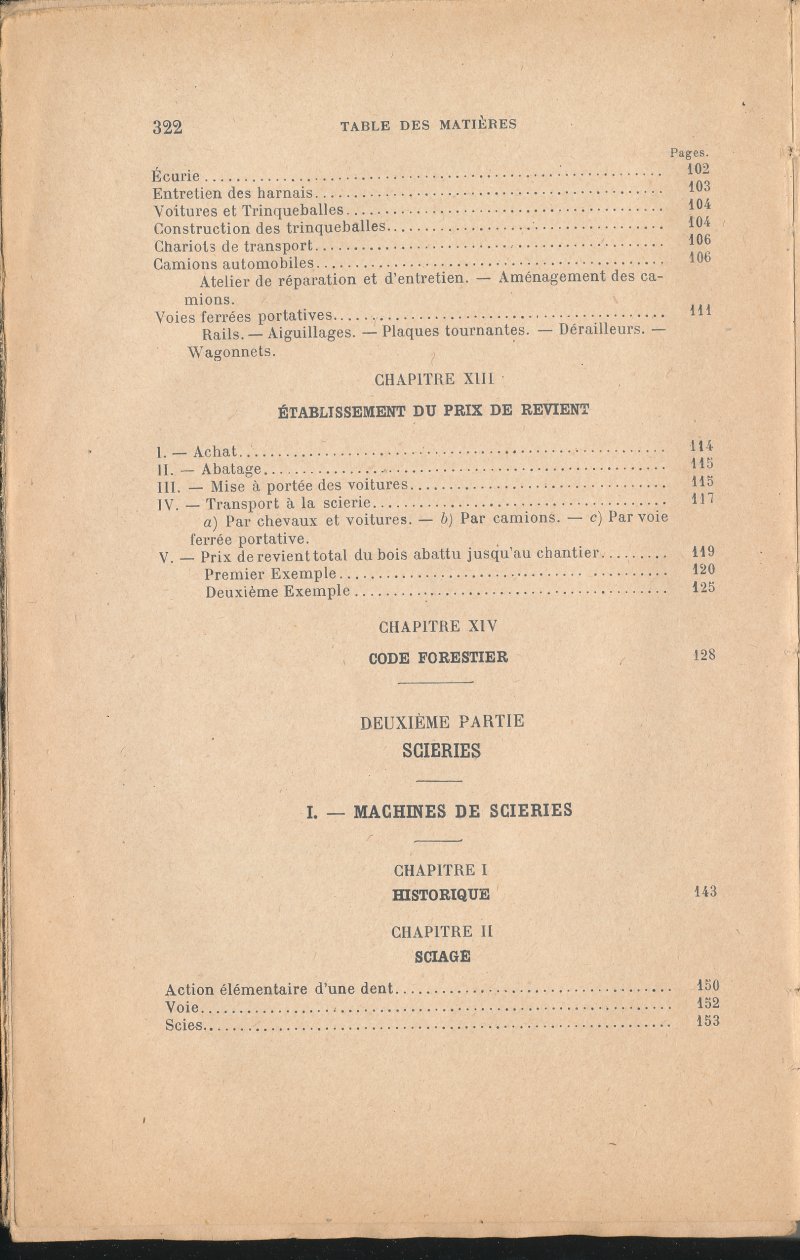 322 TABLE DES MATIÈRES
Pages.
Écurie ........................................ 102
Entretien des harnais ........................................ 103
Voitures et Trinqueballes ........................................ 104
Construction des trinqueballes ........................................ 104
Chariots de transport ........................................ 106
Camions automobiles ........................................ 106
Atelier de réparation et d'entretien. — Aménagement des ca-
mions.
Voies ferrées portatives ........................................ 111
Rails. — Aiguillages. — Plaques tournantes. — Dérailleurs. —
Wagonnets.
CHAPITRE XIII
ÉTABLISSEMENT DU PRIX DE REVIENT
I. — Achat ........................................ 114
II. — Abatage ........................................ 115
III. — Mise à portée des voitures ........................................ 115
IV. — Transport à la scierie ........................................ 117
a) Par chevaux et voitures. — b) Par camions. — c) Par voie
ferrée portative.
V. — Prix de revient total du bois abattu jusqu'au chantier ......... 119
Premier Exemple ........................................ 120
Deuxième Exemple ........................................ 125
CHAPITRE XIV
CODE FORESTIER 128
DEUXIÈME PARTIE
SCIERIES
I. — MACHINES DE SCIERIES
CHAPITRE I
HISTORIQUE 143
CHAPITRE II
SCIAGE
Action élémentaire d'une dent ........................................ 150
Voie ........................................ 152
Scies ........................................ 153